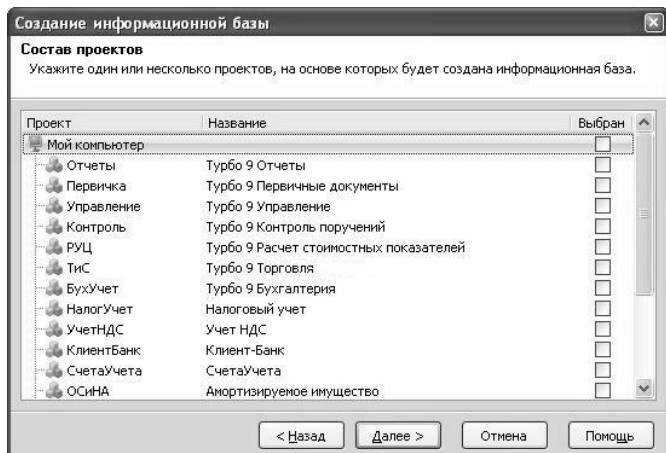 Создание информационной базы
Состав проектов
Укажите один или несколько проектов, на основе которых будет создана информационная база.
Проект Название Выбран
Мой компьютер
Отчеты Турбо 9 Отчеты
Первичка Турбо 9 Первичные документы
Управление Турбо 9 Управление
Контроль Турбо 9 Контроль поручений
РУЦ Турбо 9 Расчет стоимостных показателей
ТиС Турбо 9 Торговля
БухУчет Турбо 9 Бухгалтерия
НалогУчет Налоговый учет
УчетНДС Учет НДС
КлиентБанк Клиент-Банк
СчетаУчета СчетаУчета
ОСиНА Амортизируемое имущество
< Назад Далее > Отмена Помощь